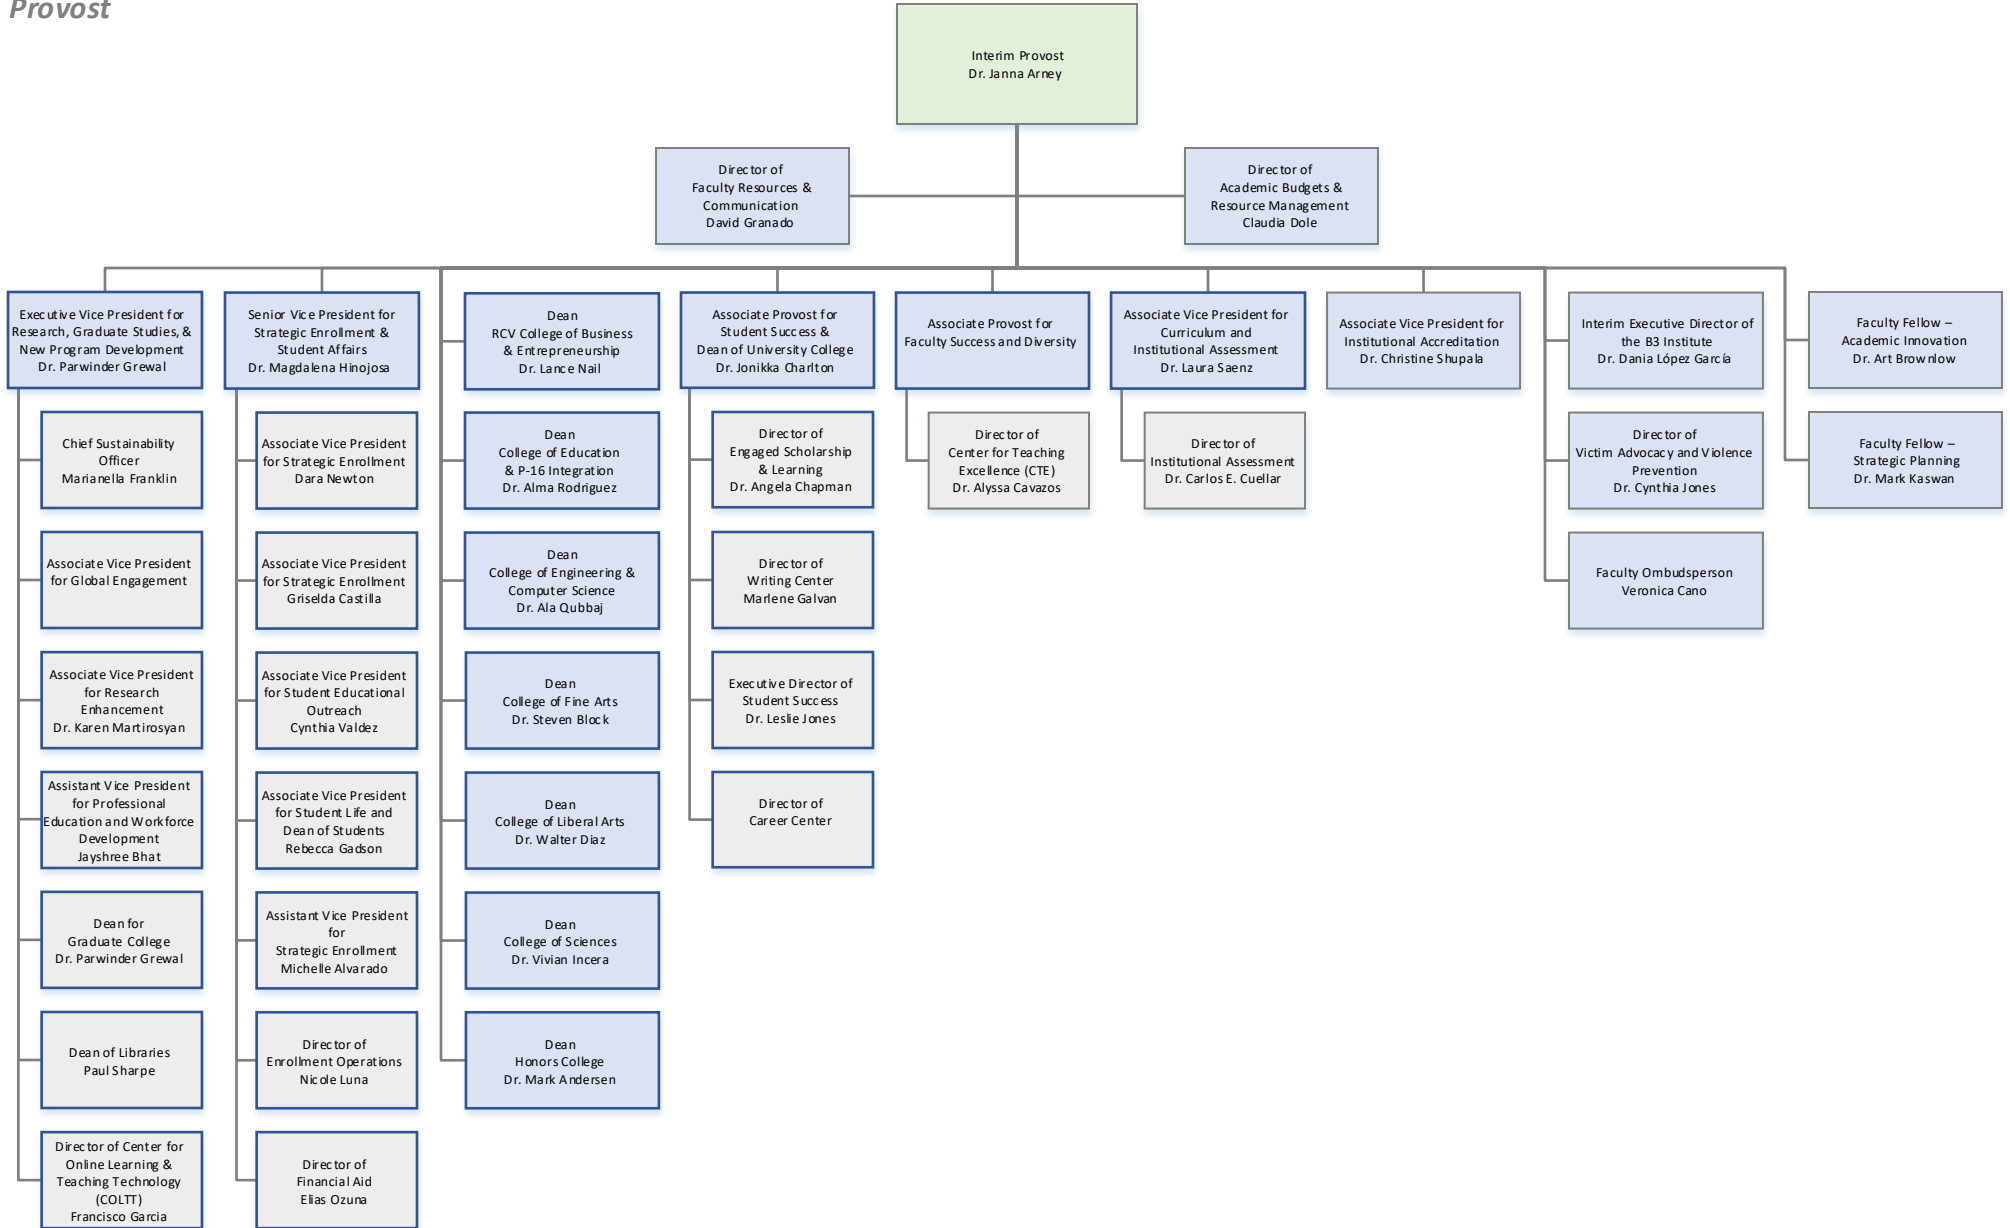 Provost
Interim Provost
Dr. Janna Arney
Director of
Faculty Resources &
Communication
David Granado
Director of
Academic Budgets &
Resource Management
Claudia Dole
Executive Vice President for
Research, Graduate Studies, &
New Program Development
Dr. Parwinder Grewal
Chief Sustainability
Officer
Marianella Franklin
Associate Vice President
for Global Engagement
Associate Vice President
for Research
Enhancement
Dr. Karen Martirosyan
Assistant Vice President
for Professional
Education and Workforce
Development
Jayshree Bhat
Dean for
Graduate College
Dr. Parwinder Grewal
Dean of Libraries
Paul Sharpe
Director of Center for
Online Learning &
Teaching Technology
(COLTT)
Francisco Garcia
Senior Vice President for
Strategic Enrollment &
Student Affairs
Dr. Magdalena Hinojosa
Associate Vice President
for Strategic Enrollment
Dara Newton
Associate Vice President
for Strategic Enrollment
Griselda Castilla
Associate Vice President
for Student Educational
Outreach
Cynthia Valdez
Associate Vice President
for Student Life and
Dean of Students
Rebecca Gadson
Assistant Vice President
for
Strategic Enrollment
Michelle Alvarado
Director of
Enrollment Operations
Nicole Luna
Director of
Financial Aid
Elias Ozuna
Dean
RCV College of Business
& Entrepreneurship
Dr. Lance Nail
Dean
College of Education
& P-16 Integration
Dr. Alma Rodriguez
Dean
College of Engineering &
Computer Science
Dr. Ala Qubbaj
Dean
College of Fine Arts
Dr. Steven Block
Dean
College of Liberal Arts
Dr. Walter Diaz
Dean
College of Sciences
Dr. Vivian Incera
Dean
Honors College
Dr. Mark Andersen
Associate Provost for
Student Success &
Dean of University College
Dr. Jonikka Charlton
Director of
Engaged Scholarship
& Learning
Dr. Angela Chapman
Director of
Writing Center
Marlene Galvan
Executive Director of
Student Success
Dr. Leslie Jones
Director of
Career Center
Associate Provost for
Faculty Success and Diversity
Director of
Center for Teaching
Excellence (CTE)
Dr. Alyssa Cavazos
Associate Vice President for
Curriculum and
Institutional Assessment
Dr. Laura Saenz
Director of
Institutional Assessment
Dr. Carlos E. Cuellar
Associate Vice President for
Institutional Accreditation
Dr. Christine Shupala
Interim Executive Director of
the B3 Institute
Dr. Dania López García
Director of
Victim Advocacy and Violence
Prevention
Dr. Cynthia Jones
Faculty Ombudsperson
Veronica Cano
Faculty Fellow –
Academic Innovation
Dr. Art Brownlow
Faculty Fellow –
Strategic Planning
Dr. Mark Kaswan